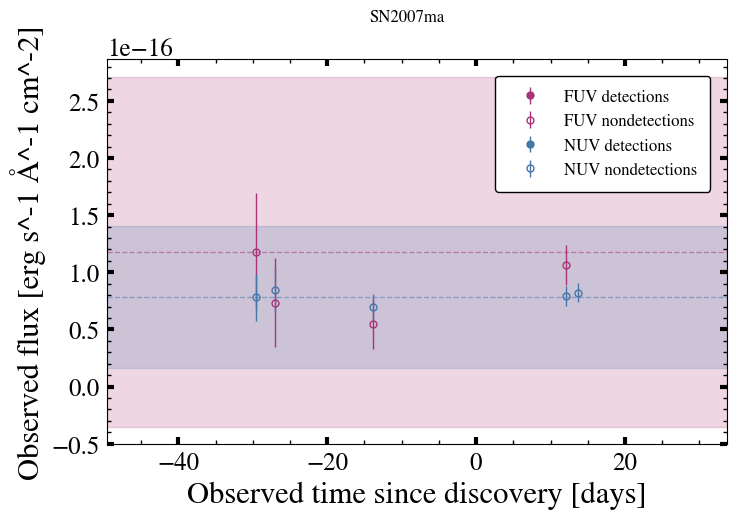 SN2007ma
1e−16
Observed flux [erg s^-1 Å^-1 cm^-2]
2.5
2.0
1.5
1.0
0.5
0.0
−0.5
FUV detections
FUV nondetections
NUV detections
NUV nondetections
−40 −20 0 20
Observed time since discovery [days]